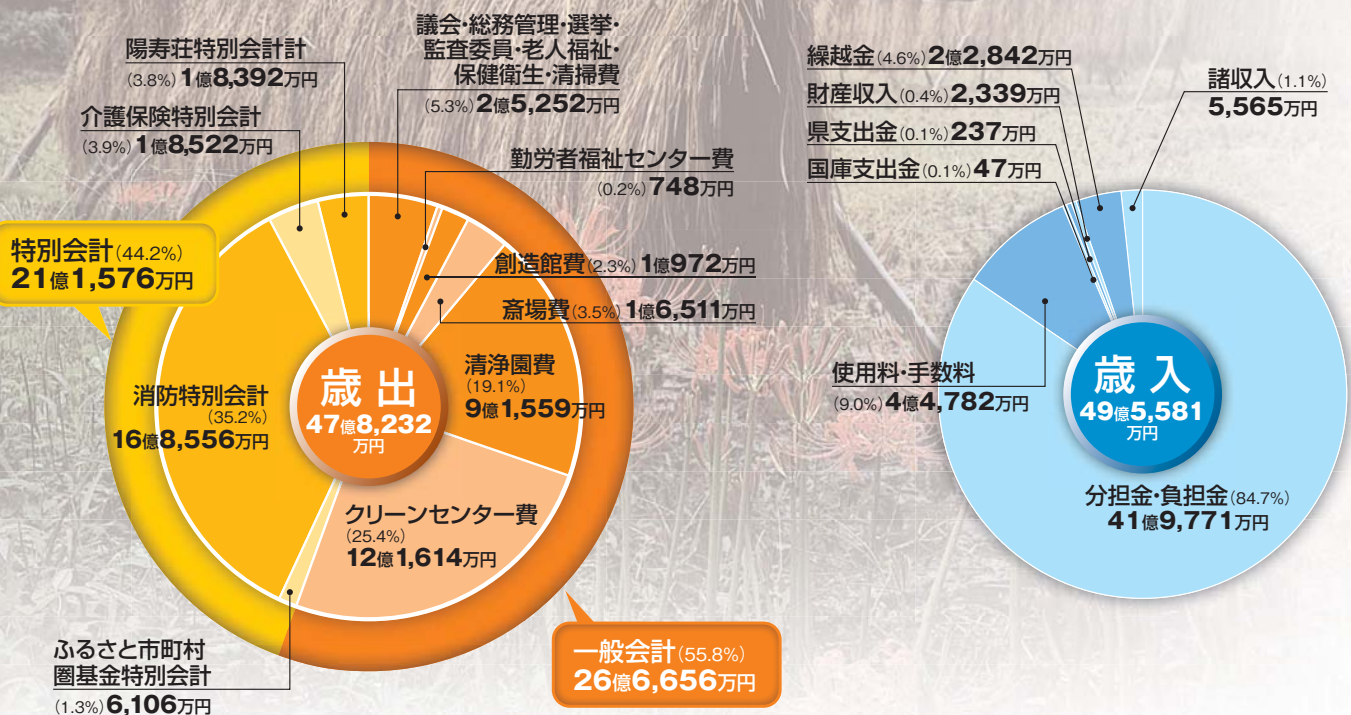 議会・総務管理・選挙・
監査委員・老人福祉・
保健衛生・清掃費
(5.3%) 2億5,252万円
陽寿荘特別会計計
(3.8%) 1億8,392万円
介護保険特別会計
(3.9%) 1億8,522万円
勤労者福祉センター費
(0.2%) 748万円
特別会計(44.2%)
21億1,576万円
創造館費(2.3%) 1億972万円
斎場費(3.5%) 1億6,511万円
清浄園費
(19.1%)
9億1,559万円
消防特別会計
(35.2%)
16億8,556万円
歳出
47億8,232
万円
クリーンセンター費
(25.4%)
12億1,614万円
ふるさと市町村
圏基金特別会計
(1.3%) 6,106万円
一般会計(55.8%)
26億6,656万円
繰越金(4.6%) 2億2,842万円
財産収入(0.4%) 2,339万円
県支出金(0.1%) 237万円
国庫支出金(0.1%) 47万円
諸収入(1.1%)
5,565万円
使用料・手数料
(9.0%) 4億4,782万円
歳入
49億5,581
万円
分担金・負担金(84.7%)
41億9,771万円